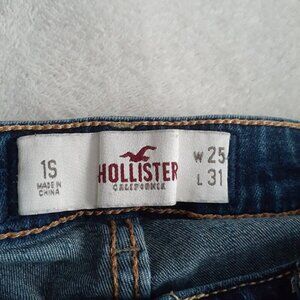 1S
MADE IN
CHINA
HOLLISTER
CALIFORNIA
W 25
L 31